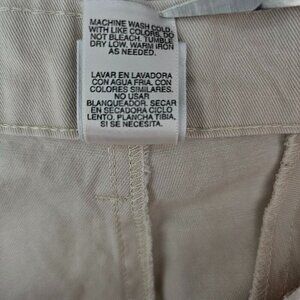 MACHINE WASH COLD
WITH LIKE COLORS. DO
NOT BLEACH. TUMBLE
DRY LOW. WARM IRON
AS NEEDED.
LAVAR EN LAVADORA
CON AGUA FRIA. CON
COLORES SIMILARES.
NO USAR
BLANQUEADOR. SECAR
EN SECADORA CICLO
LENTO. PLANCHA TIBIA,
SI SE NECESITA.